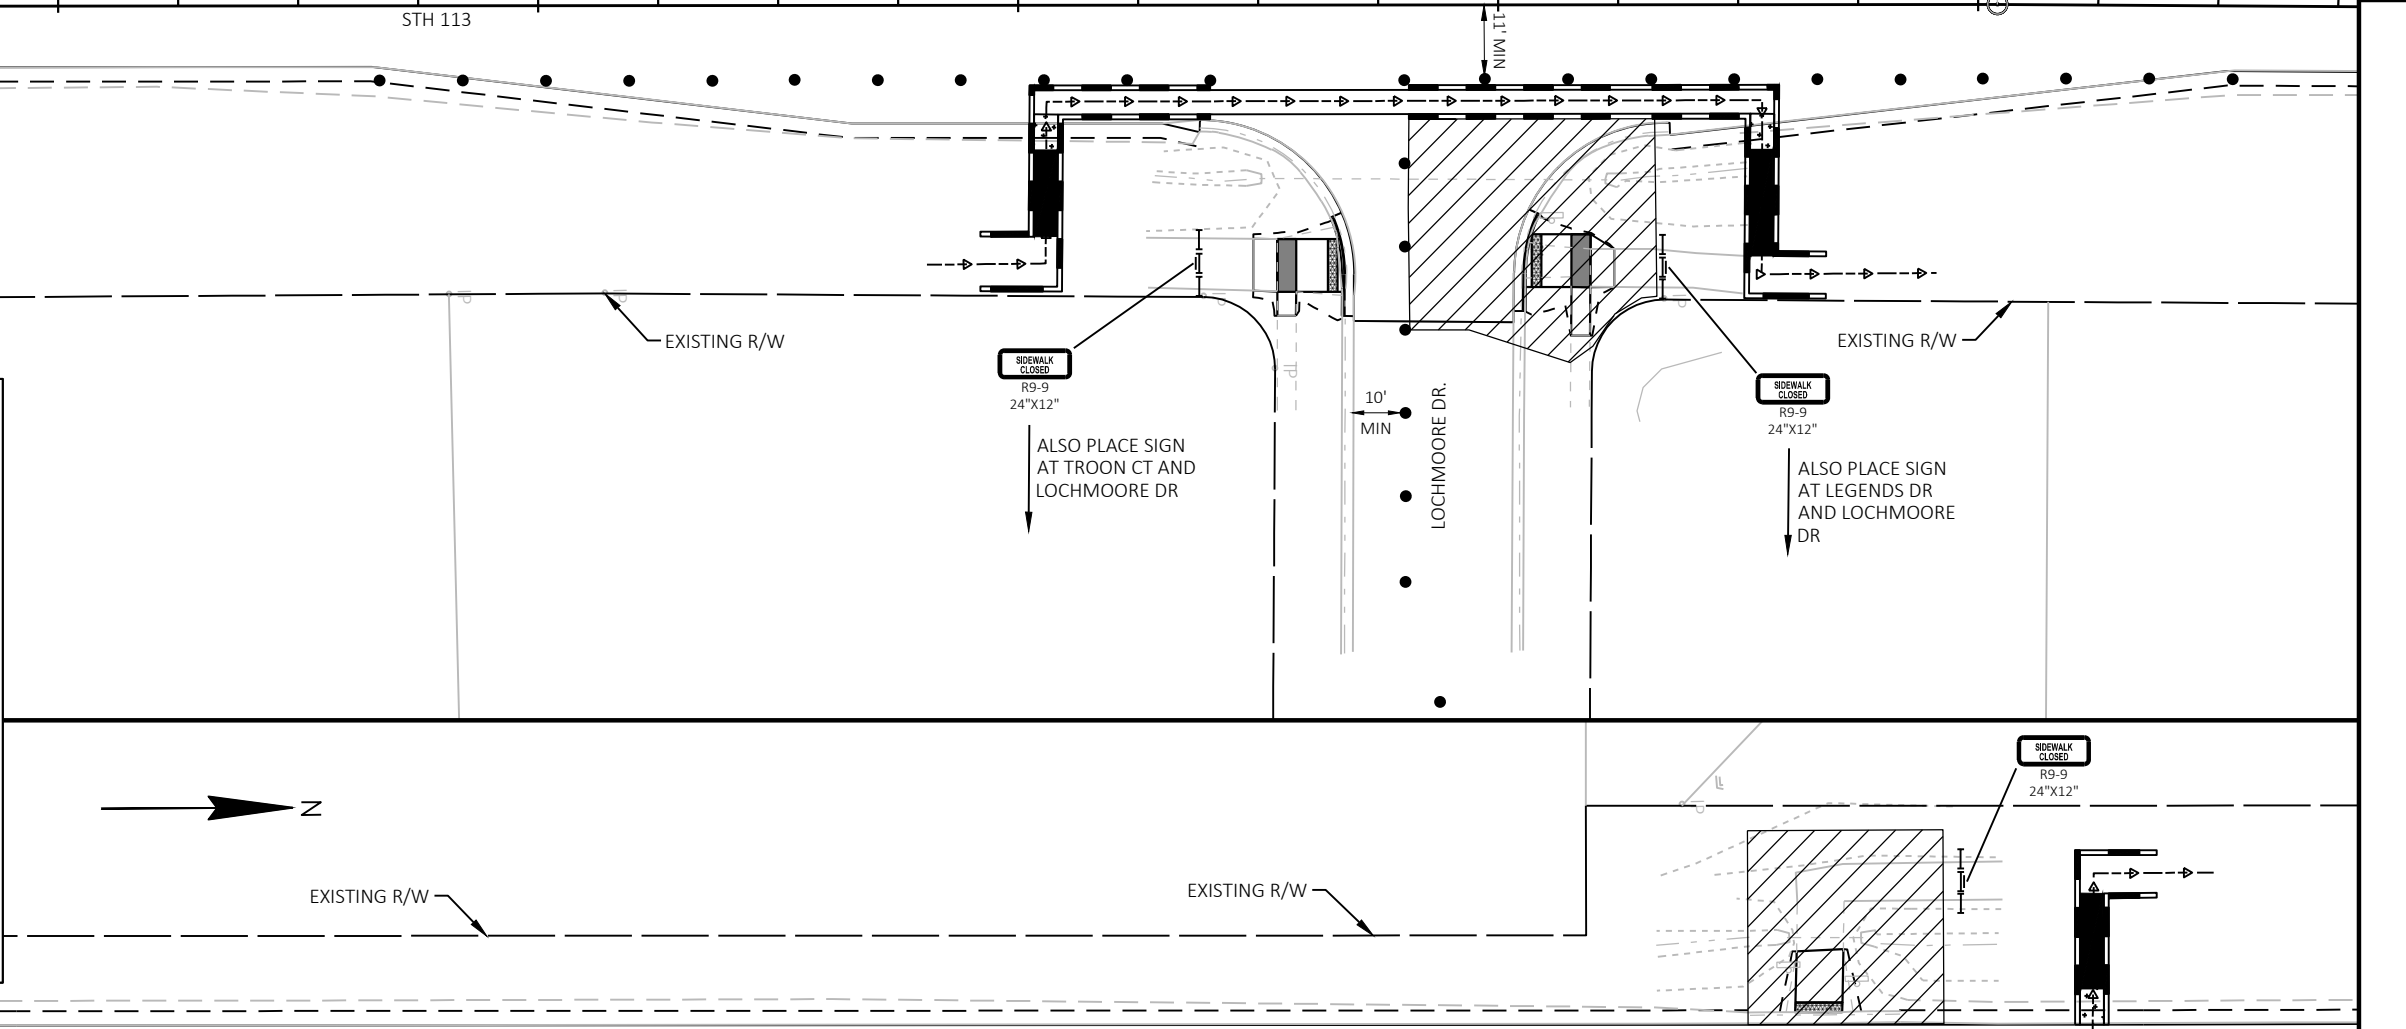 STH 113
11' MIN
EXISTING R/W
SIDEWALK
CLOSED
R9-9
24"X12"
ALSO PLACE SIGN
AT TROON CT AND
LOCHMOORE DR
10'
MIN
LOCHMOORE DR.
EXISTING R/W
SIDEWALK
CLOSED
R9-9
24"X12"
ALSO PLACE SIGN
AT LEGENDS DR
AND LOCHMOORE
DR
SIDEWALK
CLOSED
R9-9
24"X12"
N
EXISTING R/W
EXISTING R/W